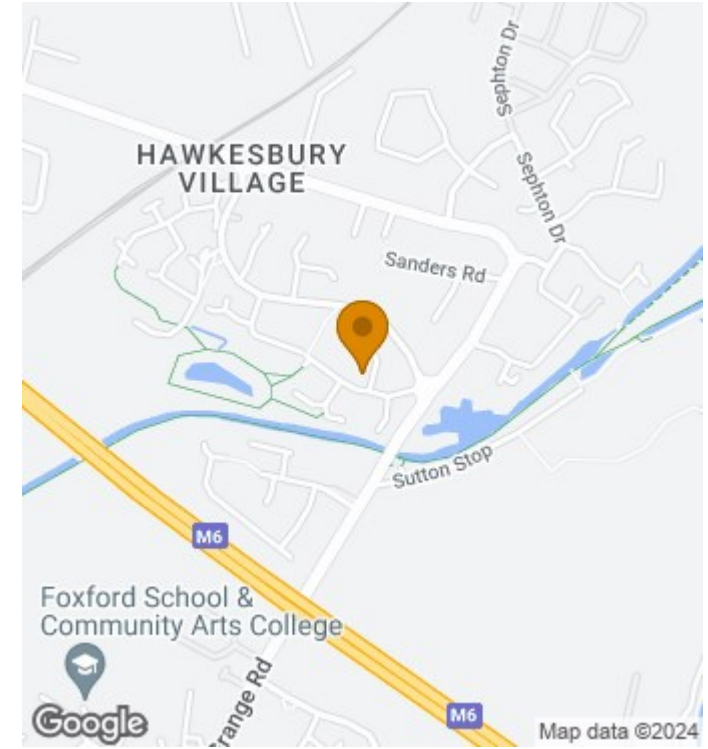 Sephton Dr
HAWKESBURY
VILLAGE
Sephton Dr
Sanders Rd
Sutton Stop
M6
Foxford School &
Community Arts College
Grange Rd
M6
Google
Map data ©2024